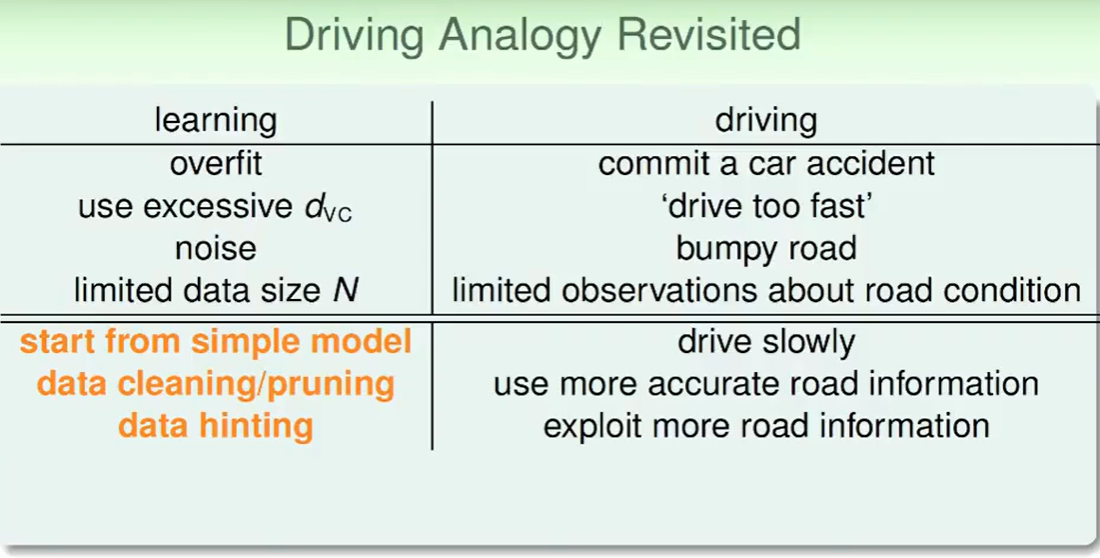 Driving Analogy Revisited
learning driving
overfit commit a car accident
use excessive dVC ‘drive too fast’
noise bumpy road
limited data size N limited observations about road condition
start from simple model drive slowly
data cleaning/pruning use more accurate road information
data hinting exploit more road information